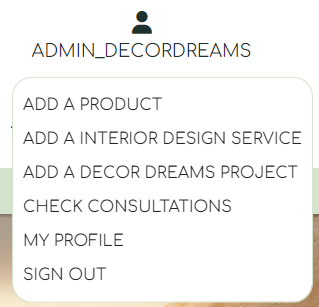 ADMIN_DECORDREAMS
ADD A PRODUCT
ADD A INTERIOR DESIGN SERVICE
ADD A DECOR DREAMS PROJECT
CHECK CONSULTATIONS
MY PROFILE
SIGN OUT